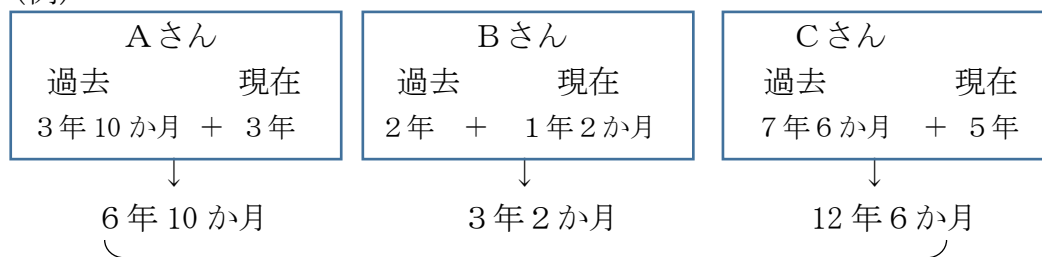 (例)
Aさん Bさん Cさん
過去 現在 過去 現在 過去 現在
3年10か月 + 3年 2年 + 1年2か月 7年6か月 + 5年
↓ ↓ ↓
6年10か月 3年2か月 12年6か月